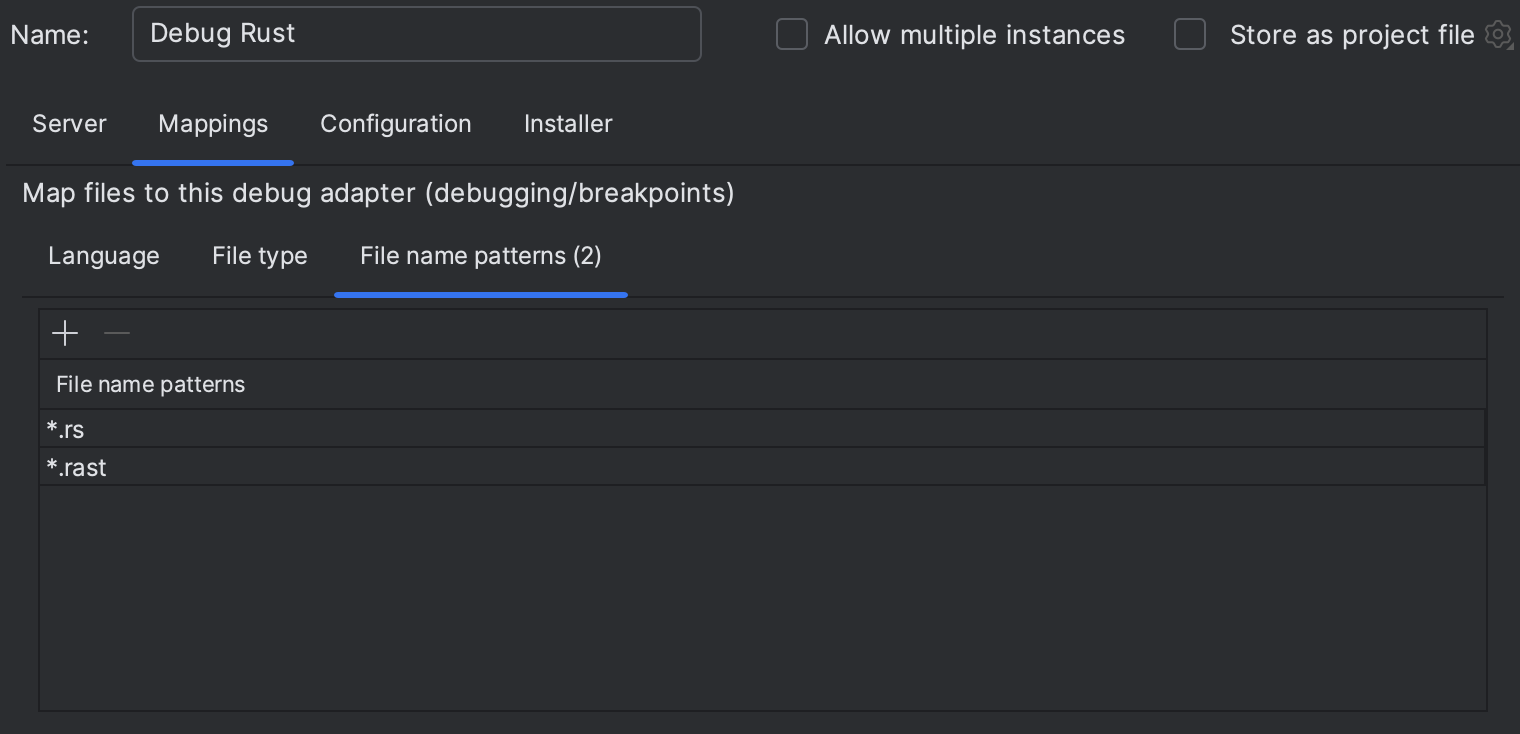 Name: Debug Rust Allow multiple instances Store as project file
Server Mappings Configuration Installer
Map files to this debug adapter (debugging/breakpoints)
Language File type File name patterns (2)
File name patterns
*.rs
*.rast